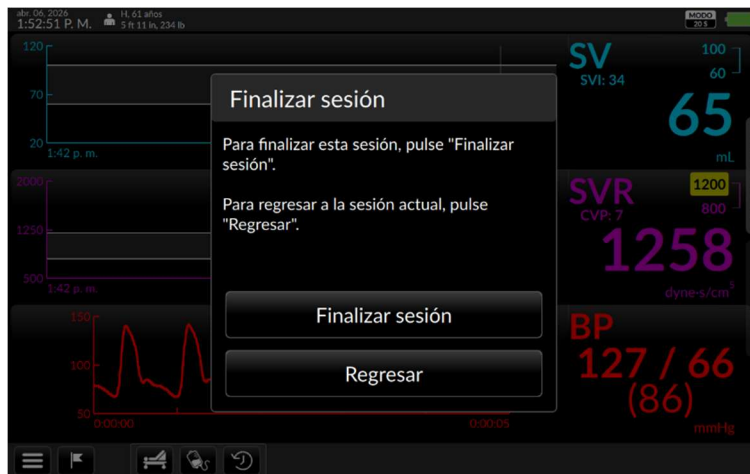 abr. 06, 2026
1:52:51 P. M.
H, 61 años
5 ft 11 in, 234 lb
MODO
20 S
120
70
20
1:42 p. m.
SV
SVI: 34
100
60
65
mL
2000
1250
500
1:42 p. m.
SVR
CVP: 7
1200
800
1258
dyne-s/cm⁵
150
100
50
0:00:00
0:00:05
BP
127 / 66
(86)
mmHg
Finalizar sesión
Para finalizar esta sesión, pulse "Finalizar
sesión".
Para regresar a la sesión actual, pulse
"Regresar".
Finalizar sesión
Regresar